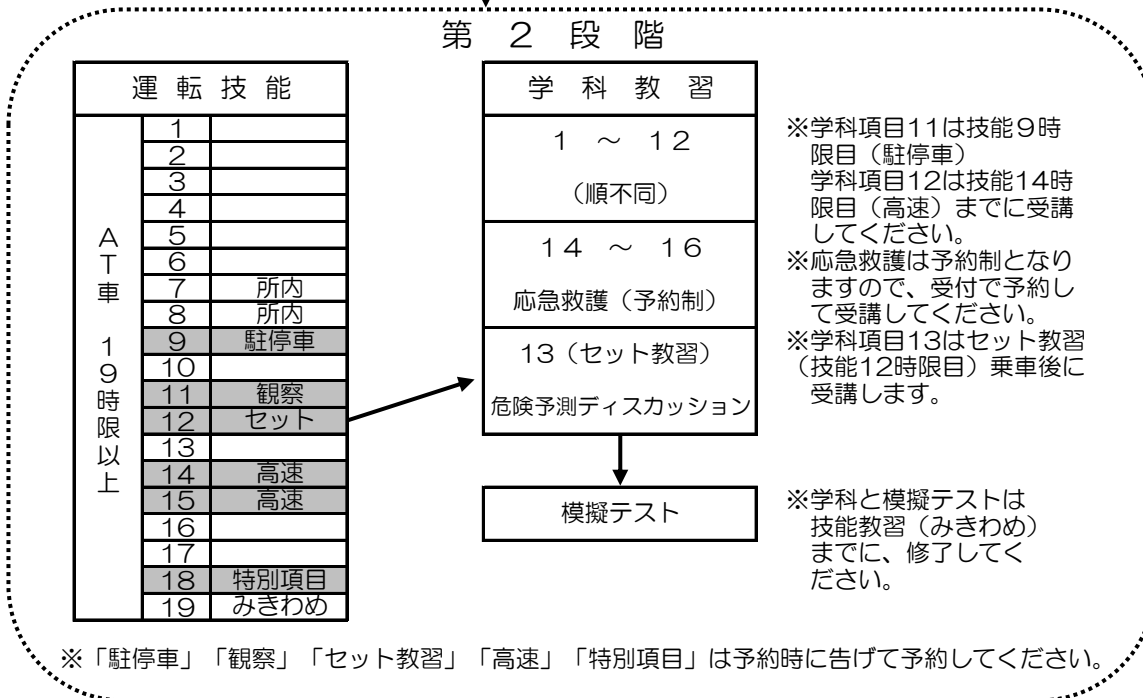 第 2 段 階
運 転 技 能
AT車 19時限以上
1
2
3
4
5
6
7 所内
8 所内
9 駐停車
10
11 観察
12 セット
13
14 高速
15 高速
16
17
18 特別項目
19 みきわめ
学 科 教 習
1 ～ 12
(順不同)
14 ～ 16
応急救護（予約制）
13（セット教習）
危険予測ディスカッション
模擬テスト
※学科項目11は技能９時
限目（駐停車）
学科項目12は技能14時
限目（高速）までに受講
してください。
※応急救護は予約制となり
ますので、受付で予約し
て受講してください。
※学科項目13はセット教習
（技能12時限目）乗車後に
受講します。
※学科と模擬テストは
技能教習（みきわめ）
までに、修了してく
ださい。
※「駐停車」「観察」「セット教習」「高速」「特別項目」は予約時に告げて予約してください。